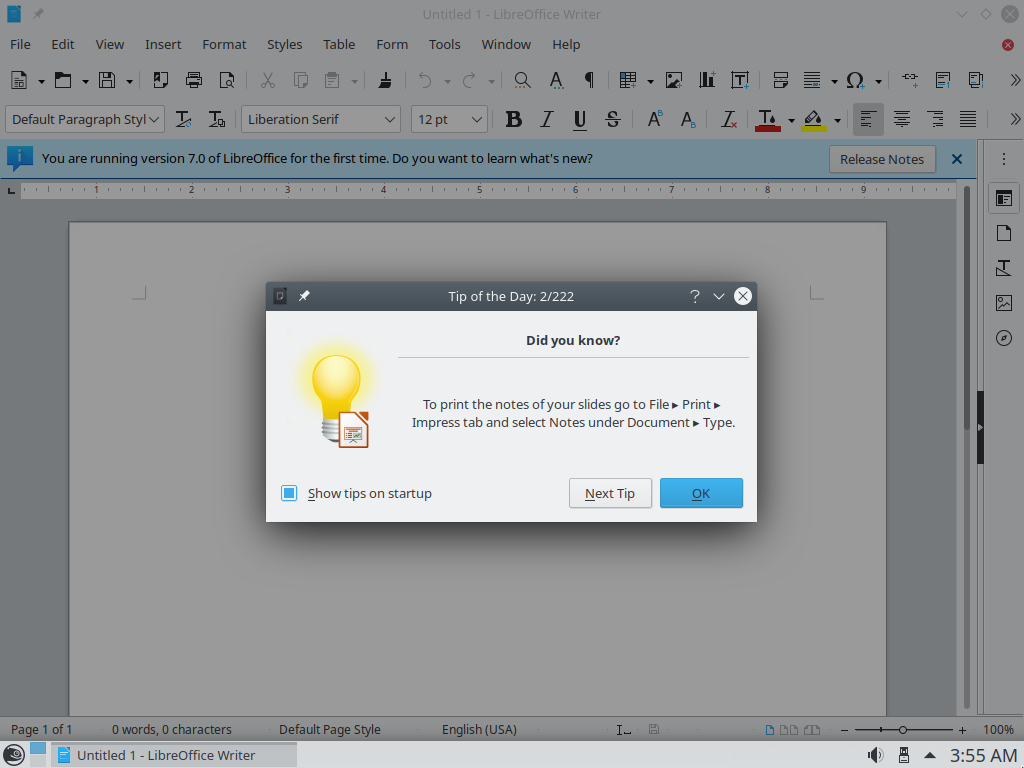 Untitled 1 - LibreOffice Writer
File Edit View Insert Format Styles Table Form Tools Window Help
Default Paragraph Styl Liberation Serif 12 pt
You are running version 7.0 of LibreOffice for the first time. Do you want to learn what's new? Release Notes
1 2 3 4 5 6 7 8 9
Tip of the Day: 2/222
Did you know?
To print the notes of your slides go to File ▸ Print ▸
Impress tab and select Notes under Document ▸ Type.
Show tips on startup Next Tip OK
Page 1 of 1 0 words, 0 characters Default Page Style English (USA) 100%
Untitled 1 - LibreOffice Writer 3:55 AM